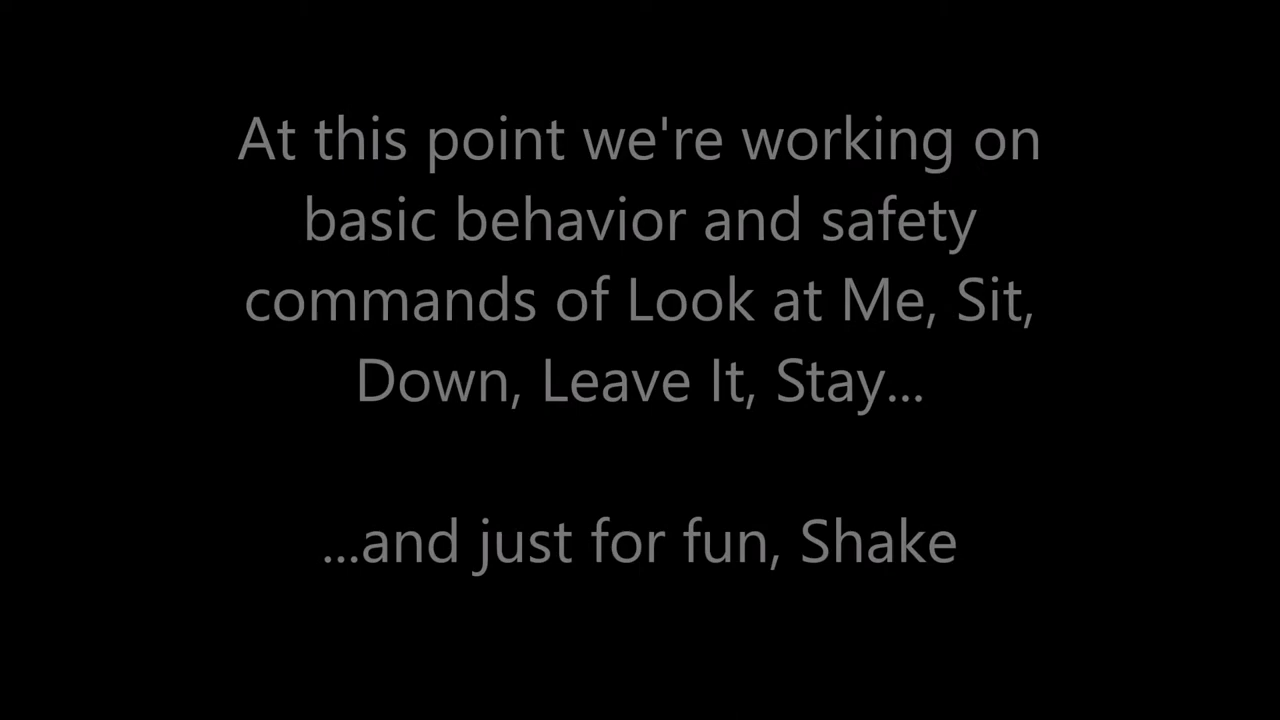 At this point we're working on
basic behavior and safety
commands of Look at Me, Sit,
Down, Leave It, Stay...
...and just for fun, Shake